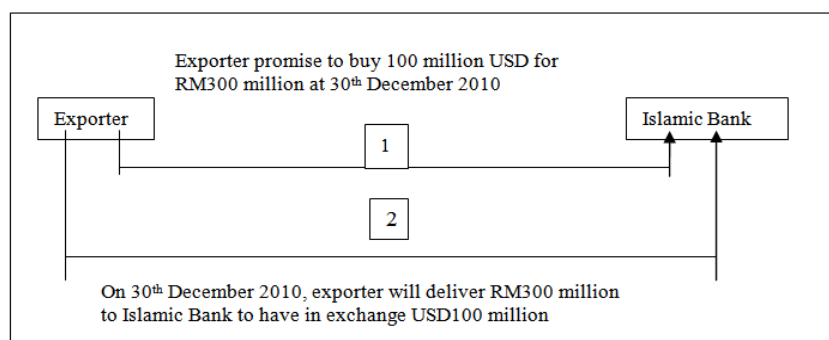 Exporter promise to buy 100 million USD for
RM300 million at 30th December 2010
Exporter
Islamic Bank
1
2
On 30th December 2010, exporter will deliver RM300 million
to Islamic Bank to have in exchange USD100 million